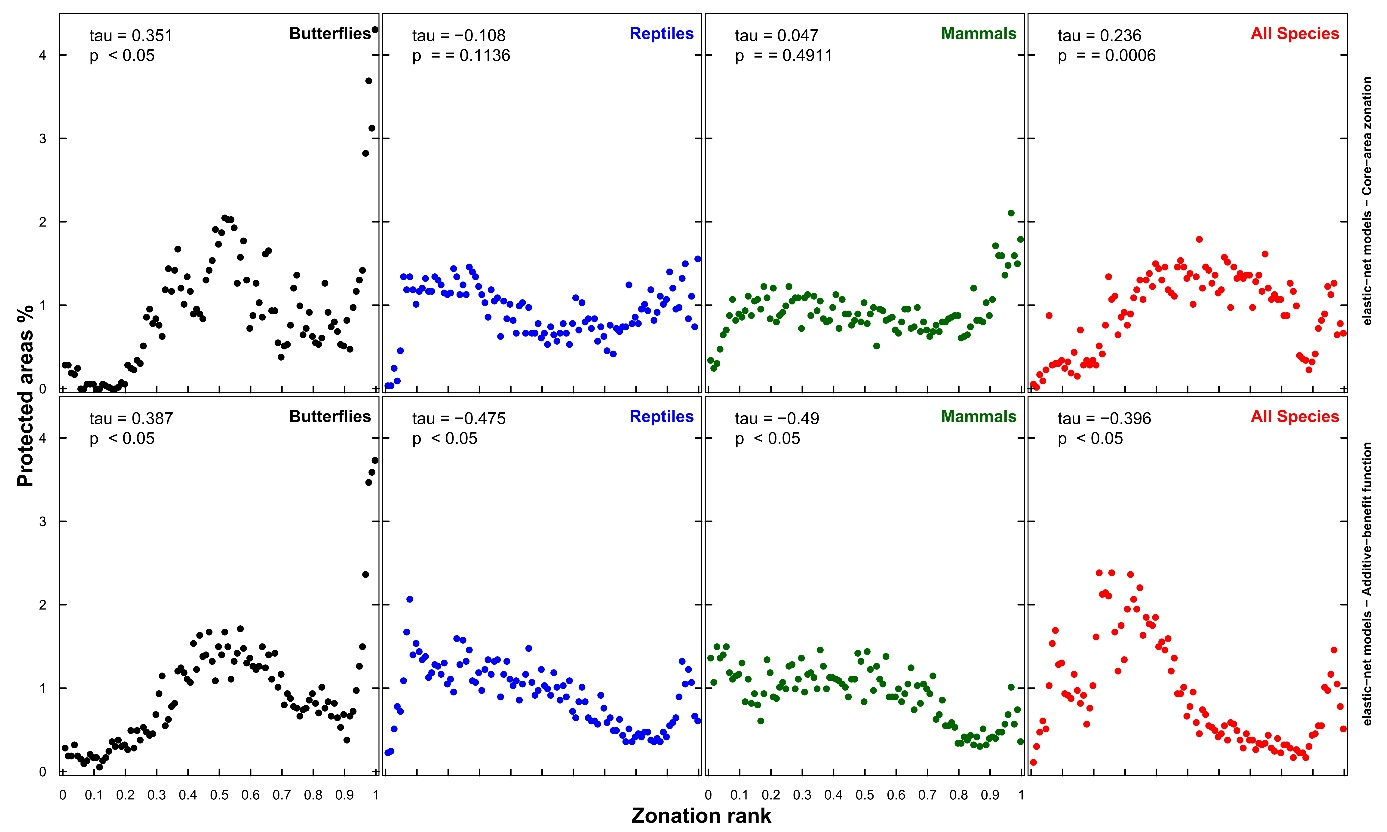 tau = 0.351
p < 0.05
Butterflies
tau = −0.108
p = = 0.1136
Reptiles
tau = 0.047
p = = 0.4911
Mammals
tau = 0.236
p = = 0.0006
All Species
4
3
2
1
0
elastic−net models − Core−area zonation
Protected areas %
tau = 0.387
p < 0.05
Butterflies
tau = −0.475
p < 0.05
Reptiles
tau = −0.49
p < 0.05
Mammals
tau = −0.396
p < 0.05
All Species
4
3
2
1
0
elastic−net models − Additive−benefit function
0 0.1 0.2 0.3 0.4 0.5 0.6 0.7 0.8 0.9 1
0 0.1 0.2 0.3 0.4 0.5 0.6 0.7 0.8 0.9 1
Zonation rank